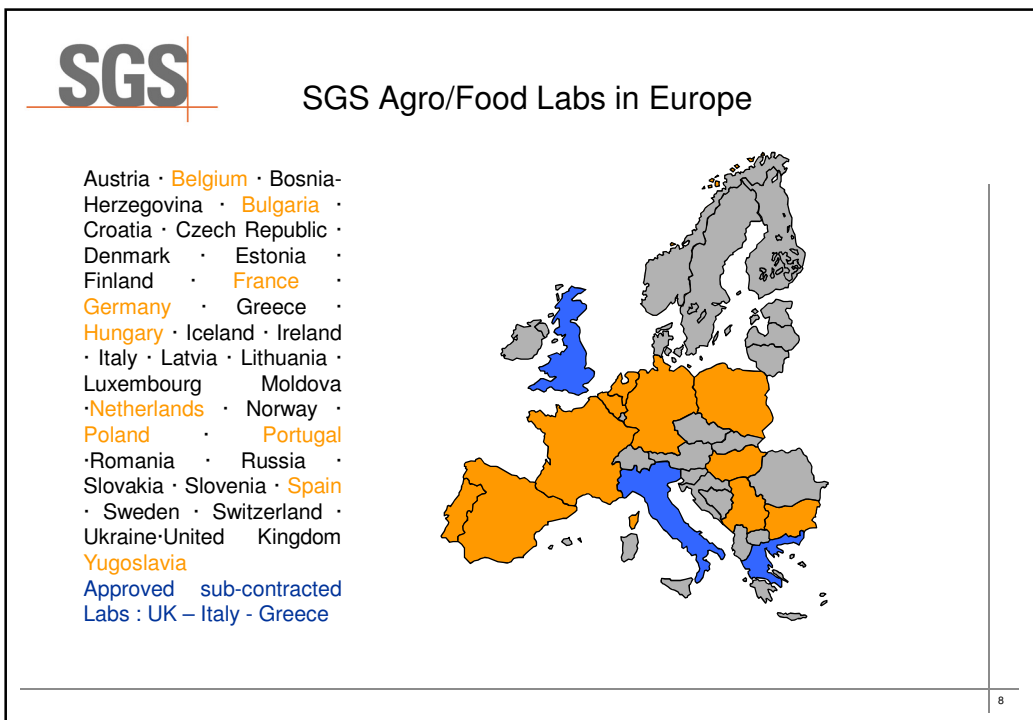 SGS
SGS Agro/Food Labs in Europe
Austria · Belgium · Bosnia-
Herzegovina · Bulgaria ·
Croatia · Czech Republic ·
Denmark · Estonia ·
Finland · France ·
Germany · Greece ·
Hungary · Iceland · Ireland
· Italy · Latvia · Lithuania ·
Luxembourg Moldova
·Netherlands · Norway ·
Poland · Portugal
·Romania · Russia ·
Slovakia · Slovenia · Spain
· Sweden · Switzerland ·
Ukraine·United Kingdom
Yugoslavia
Approved sub-contracted
Labs : UK – Italy - Greece
8